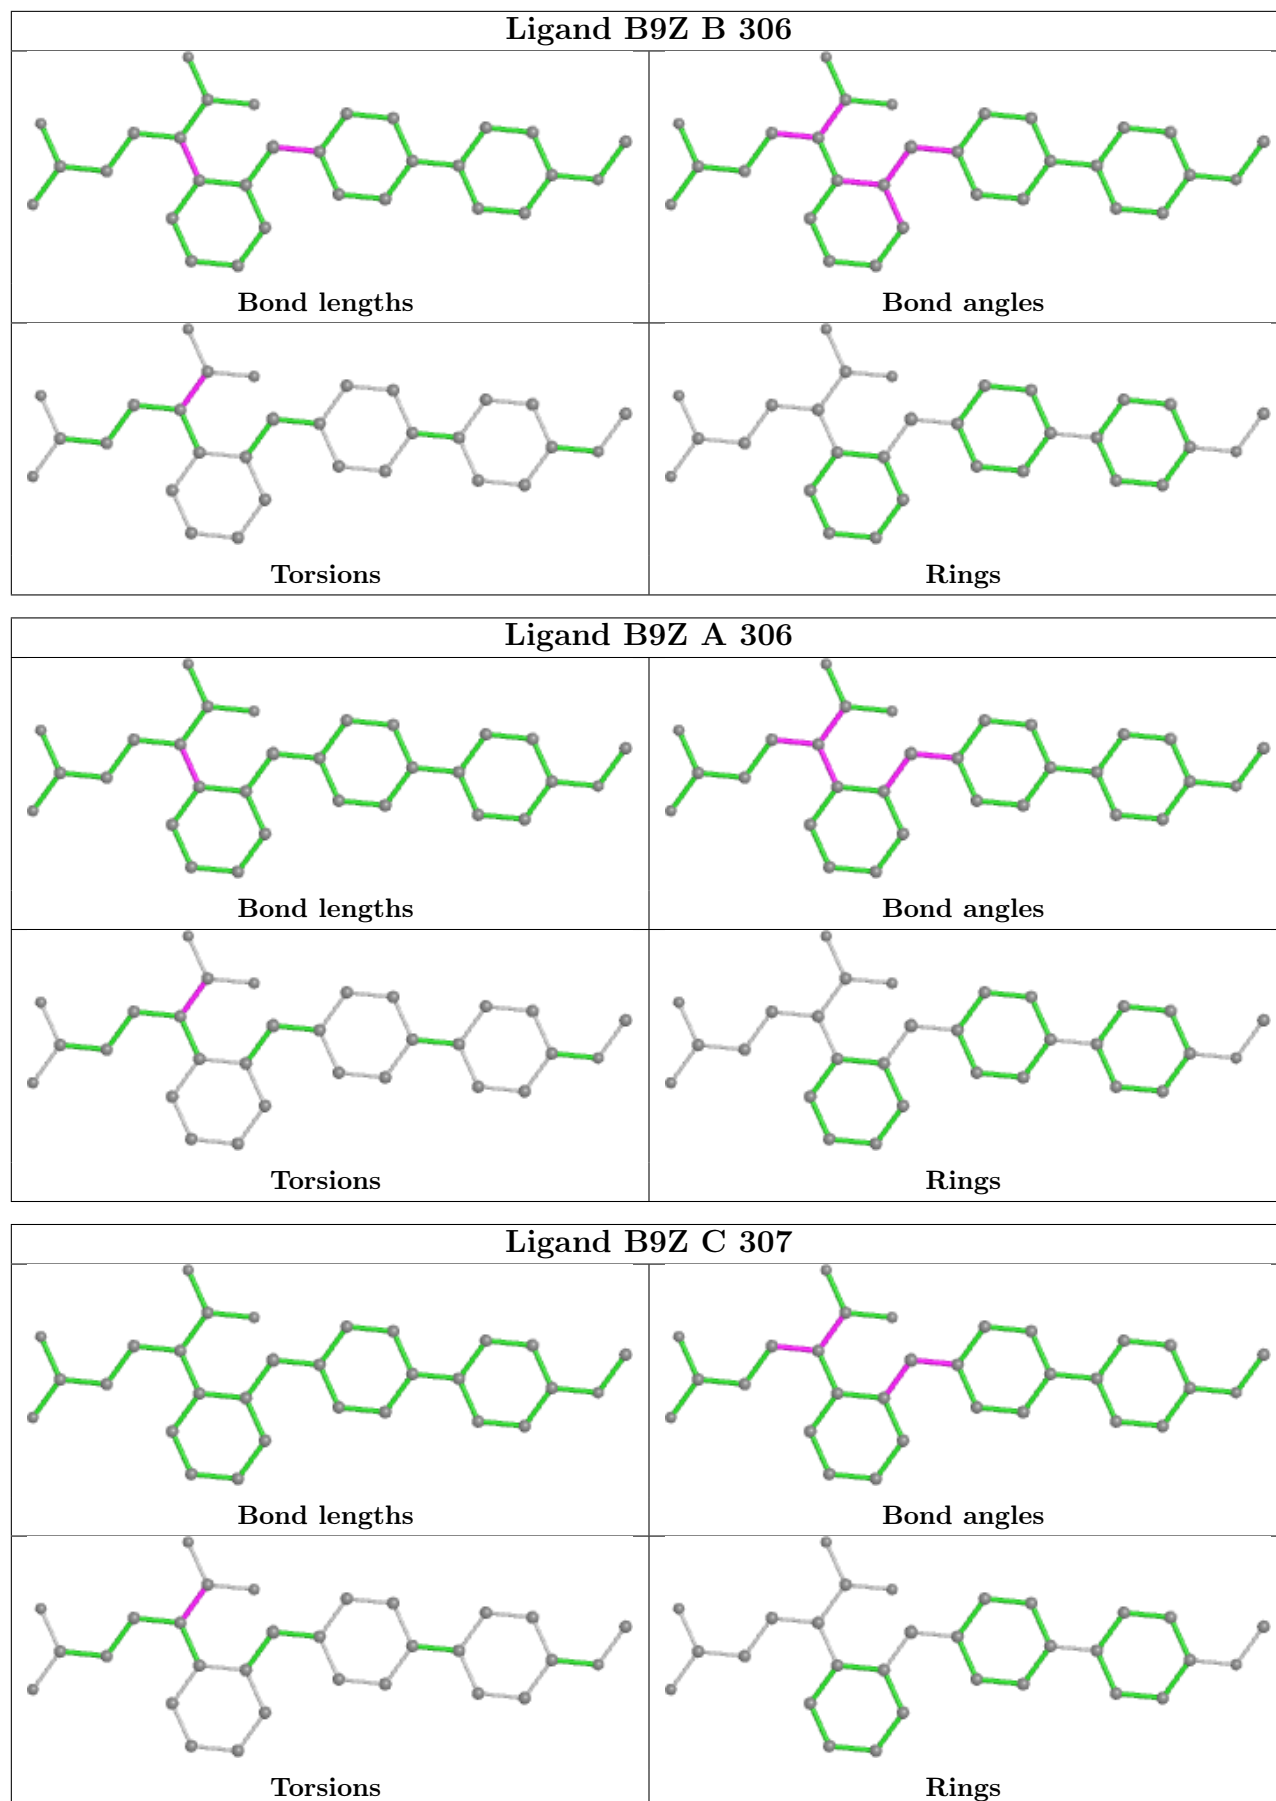 Ligand B9Z B 306
Bond lengths
Bond angles
Torsions
Rings
Ligand B9Z A 306
Bond lengths
Bond angles
Torsions
Rings
Ligand B9Z C 307
Bond lengths
Bond angles
Torsions
Rings